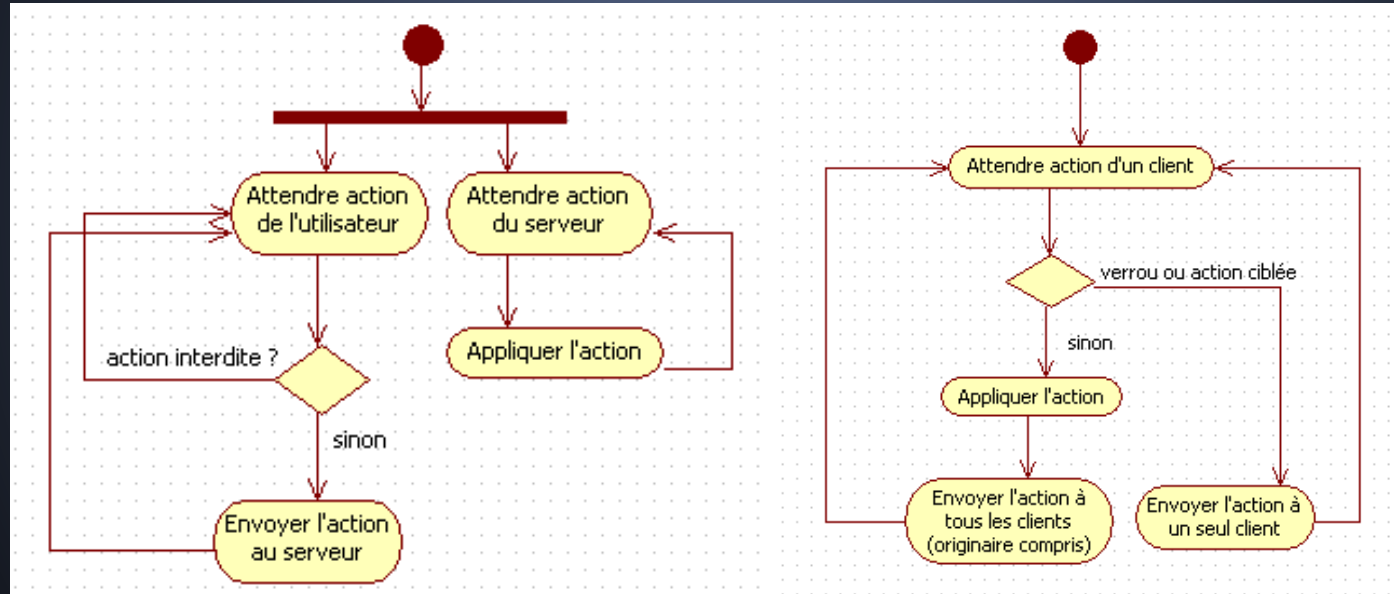 Attendre action
de l'utilisateur
Attendre action
du serveur
action interdite ?
Appliquer l'action
sinon
Envoyer l'action
au serveur
Attendre action d'un client
verrou ou action ciblée
sinon
Appliquer l'action
Envoyer l'action à
tous les clients
(originaire compris)
Envoyer l'action à
un seul client